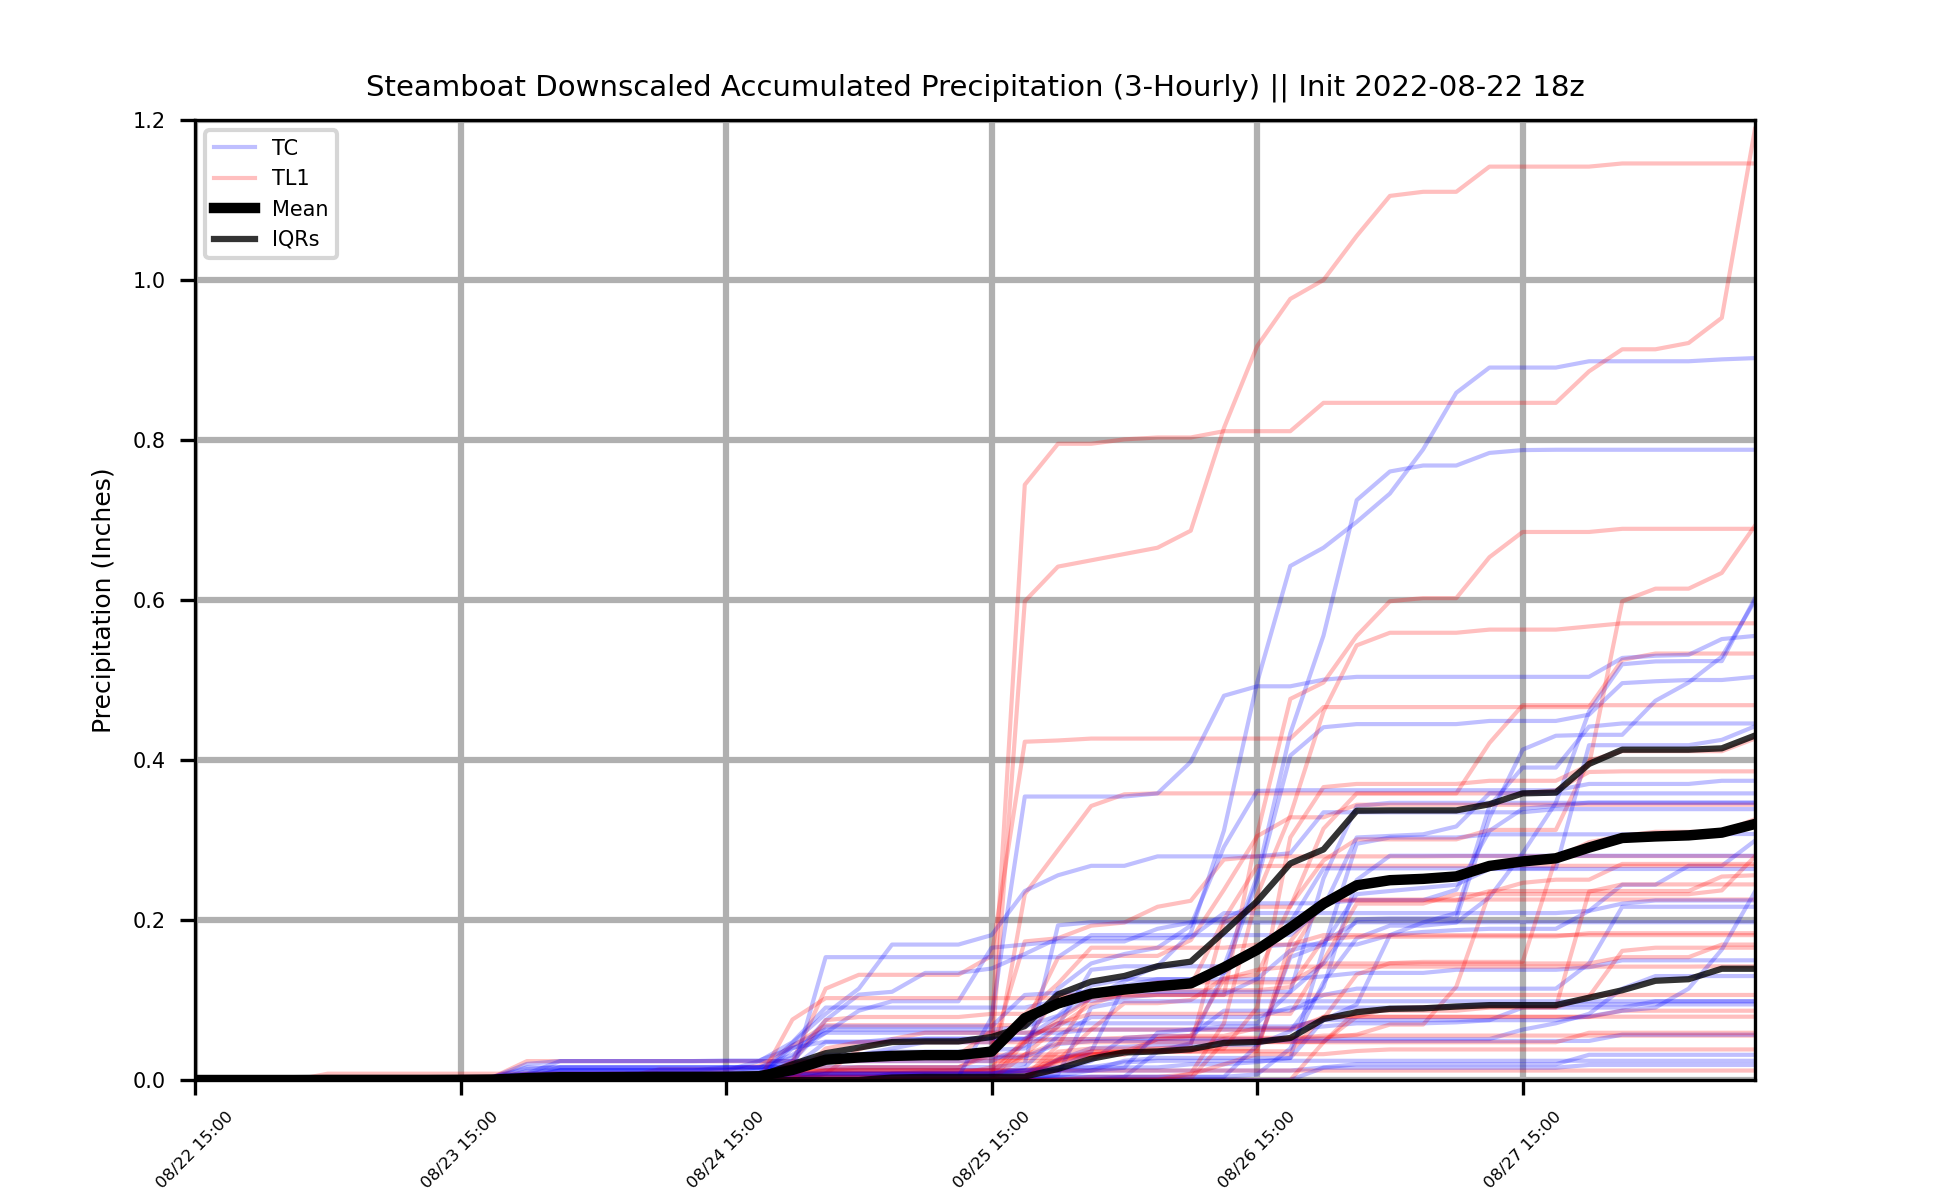 Steamboat Downscaled Accumulated Precipitation (3-Hourly) || Init 2022-08-22 18z
TC
TL1
Mean
IQRs
Precipitation (Inches)
1.2
1.0
0.8
0.6
0.4
0.2
0.0
08/22 15:00
08/23 15:00
08/24 15:00
08/25 15:00
08/26 15:00
08/27 15:00